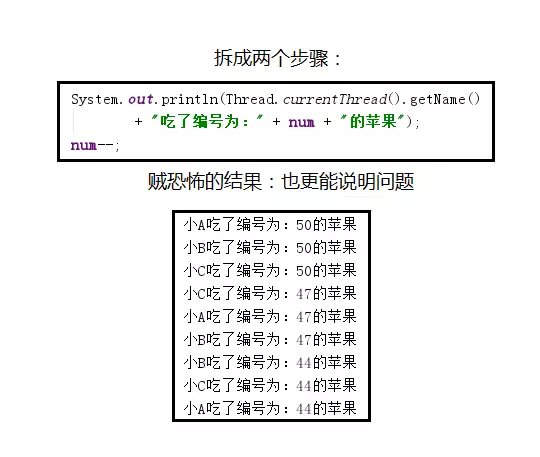 拆成两个步骤：
System.out.println(Thread.currentThread().getName()
+ "吃了编号为：" + num + "的苹果");
num--;
贼恐怖的结果：也更能说明问题
小A吃了编号为：50的苹果
小B吃了编号为：50的苹果
小C吃了编号为：50的苹果
小C吃了编号为：47的苹果
小A吃了编号为：47的苹果
小B吃了编号为：47的苹果
小B吃了编号为：44的苹果
小C吃了编号为：44的苹果
小A吃了编号为：44的苹果